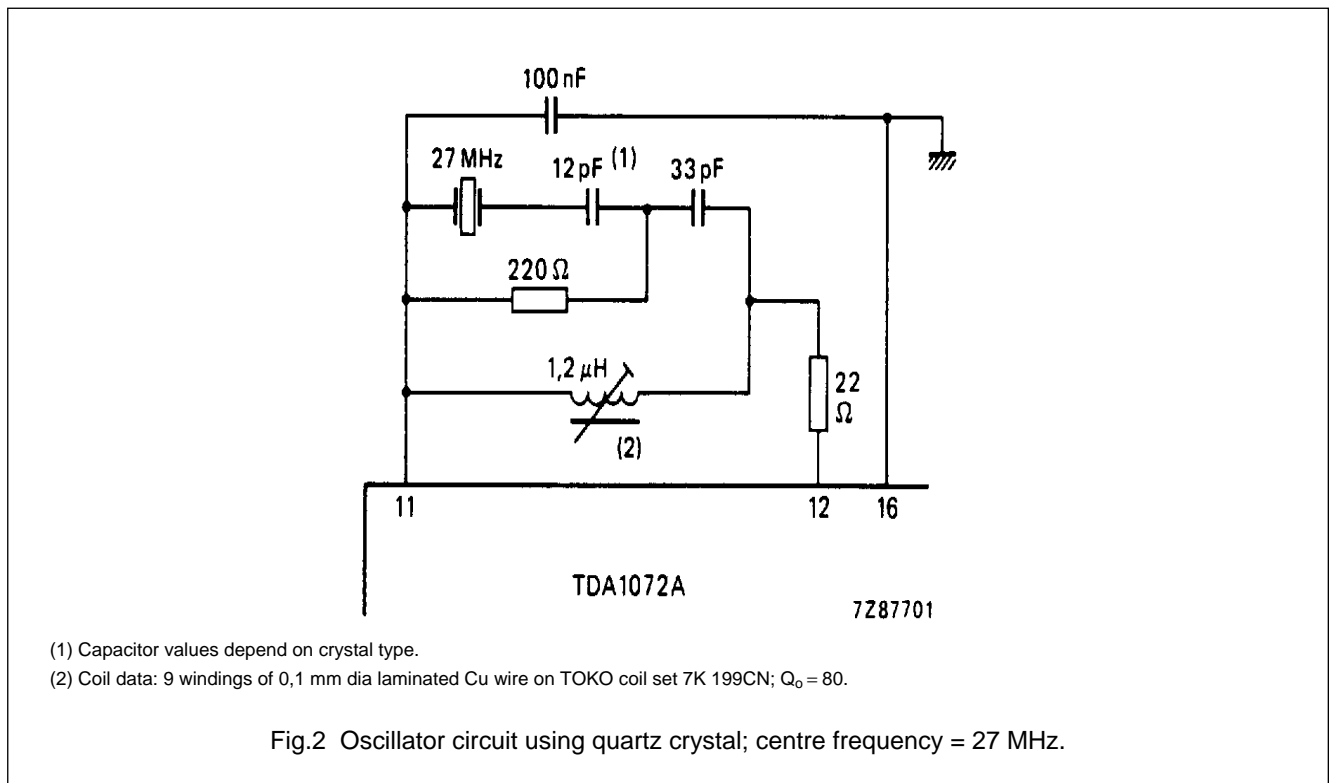 100 nF
27 MHz
12 pF (1)
33 pF
220 Ω
1,2 μH
(2)
22
Ω
11
12
16
TDA1072A
7Z87701
(1) Capacitor values depend on crystal type.
(2) Coil data: 9 windings of 0,1 mm dia laminated Cu wire on TOKO coil set 7K 199CN; Qo = 80.
Fig.2 Oscillator circuit using quartz crystal; centre frequency = 27 MHz.